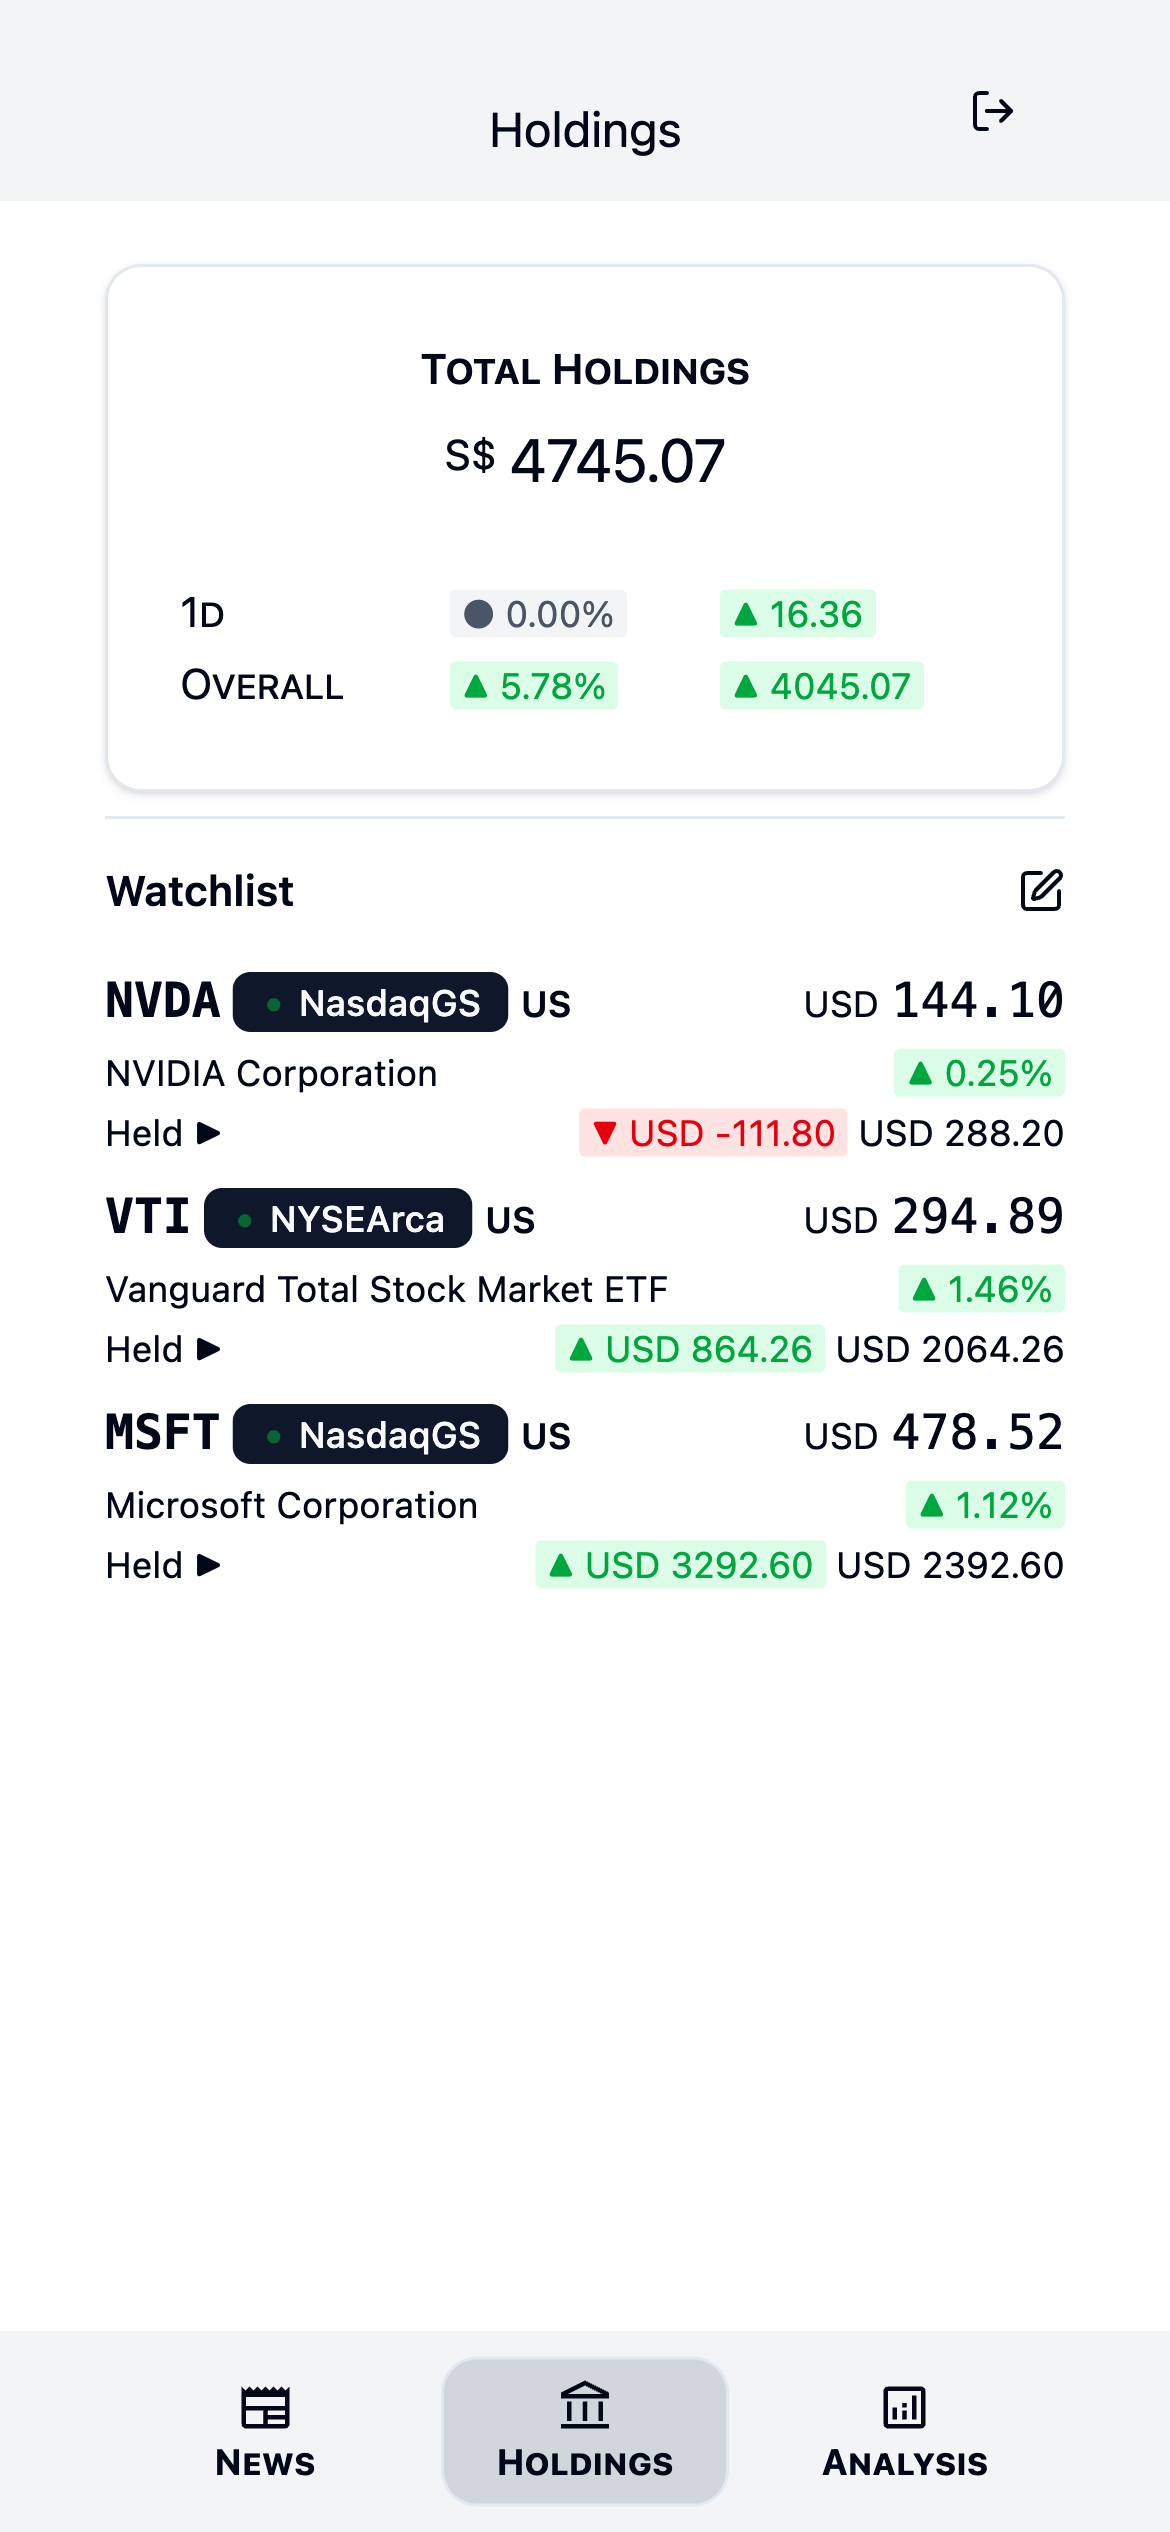 Holdings
TOTAL HOLDINGS
S$ 4745.07
1D 0.00% 16.36
OVERALL 5.78% 4045.07
Watchlist
NVDA NasdaqGS US USD 144.10
NVIDIA Corporation 0.25%
Held USD -111.80 USD 288.20
VTI NYSEArca US USD 294.89
Vanguard Total Stock Market ETF 1.46%
Held USD 864.26 USD 2064.26
MSFT NasdaqGS US USD 478.52
Microsoft Corporation 1.12%
Held USD 3292.60 USD 2392.60
NEWS HOLDINGS ANALYSIS